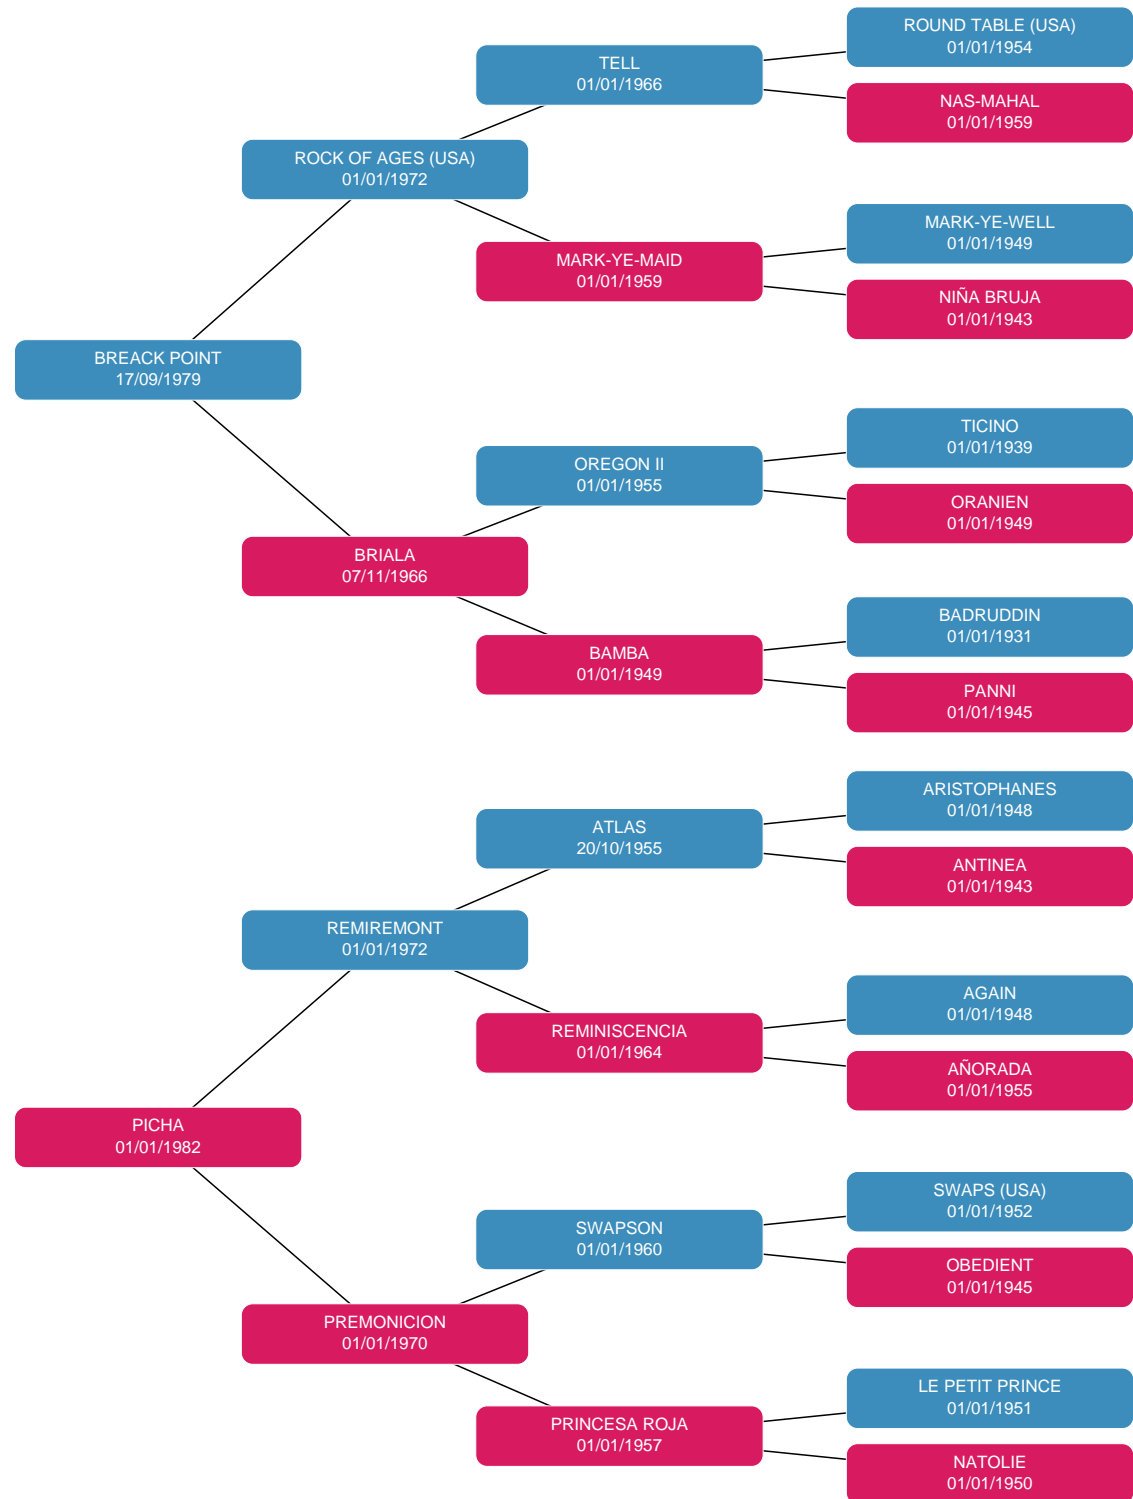 ROUND TABLE (USA)
01/01/1954
TELL
01/01/1966
NAS-MAHAL
01/01/1959
ROCK OF AGES (USA)
01/01/1972
MARK-YE-WELL
01/01/1949
MARK-YE-MAID
01/01/1959
NIÑA BRUJA
01/01/1943
BREACK POINT
17/09/1979
TICINO
01/01/1939
OREGON II
01/01/1955
ORANIEN
01/01/1949
BRIALA
07/11/1966
BADRUDDIN
01/01/1931
BAMBA
01/01/1949
PANNI
01/01/1945
ARISTOPHANES
01/01/1948
ATLAS
20/10/1955
ANTINEA
01/01/1943
REMIREMONT
01/01/1972
AGAIN
01/01/1948
REMINISCENCIA
01/01/1964
AÑORADA
01/01/1955
PICHA
01/01/1982
SWAPS (USA)
01/01/1952
SWAPSON
01/01/1960
OBEDIENT
01/01/1945
PREMONICION
01/01/1970
LE PETIT PRINCE
01/01/1951
PRINCESA ROJA
01/01/1957
NATOLIE
01/01/1950